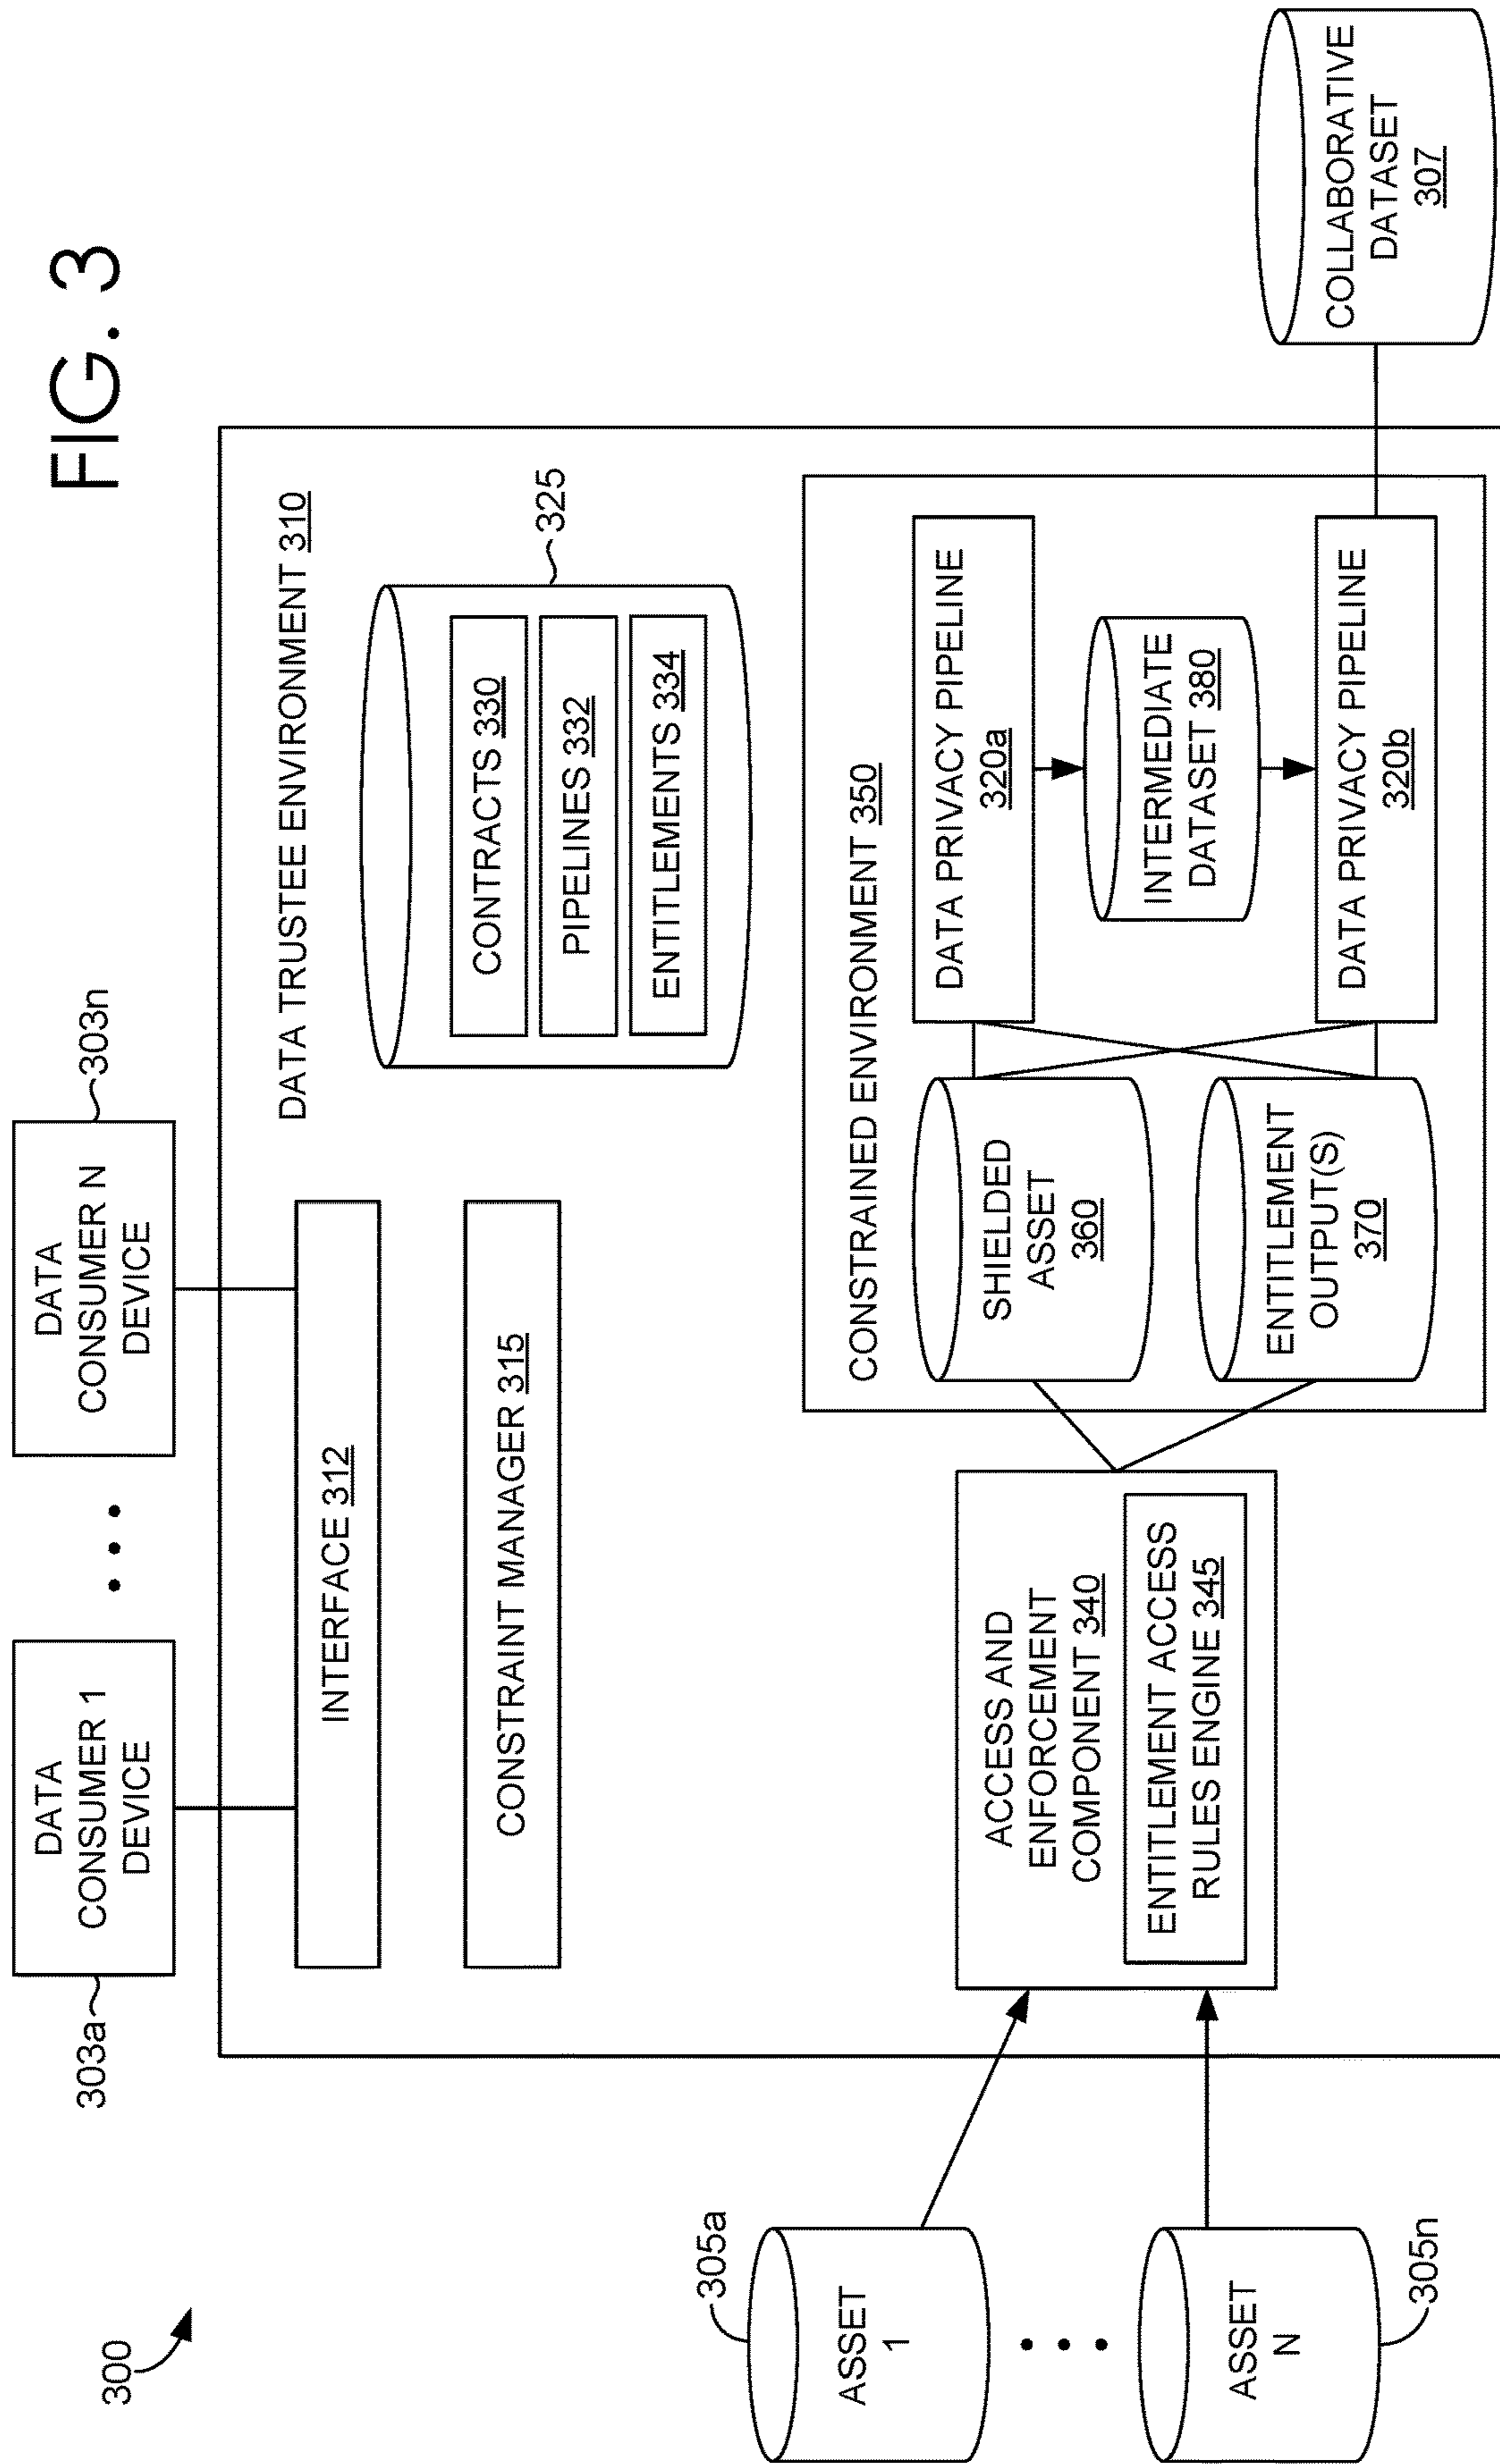 FIG. 3
300
303a
DATA
CONSUMER 1
DEVICE
DATA
CONSUMER N
DEVICE
303n
DATA TRUSTEE ENVIRONMENT 310
INTERFACE 312
CONSTRAINT MANAGER 315
325
CONTRACTS 330
PIPELINES 332
ENTITLEMENTS 334
305a
ASSET
1
ASSET
N
305n
ACCESS AND
ENFORCEMENT
COMPONENT 340
ENTITLEMENT ACCESS
RULES ENGINE 345
CONSTRAINED ENVIRONMENT 350
SHIELDED
ASSET
360
ENTITLEMENT
OUTPUT(S)
370
DATA PRIVACY PIPELINE
320a
INTERMEDIATE
DATASET 380
DATA PRIVACY PIPELINE
320b
COLLABORATIVE
DATASET
307